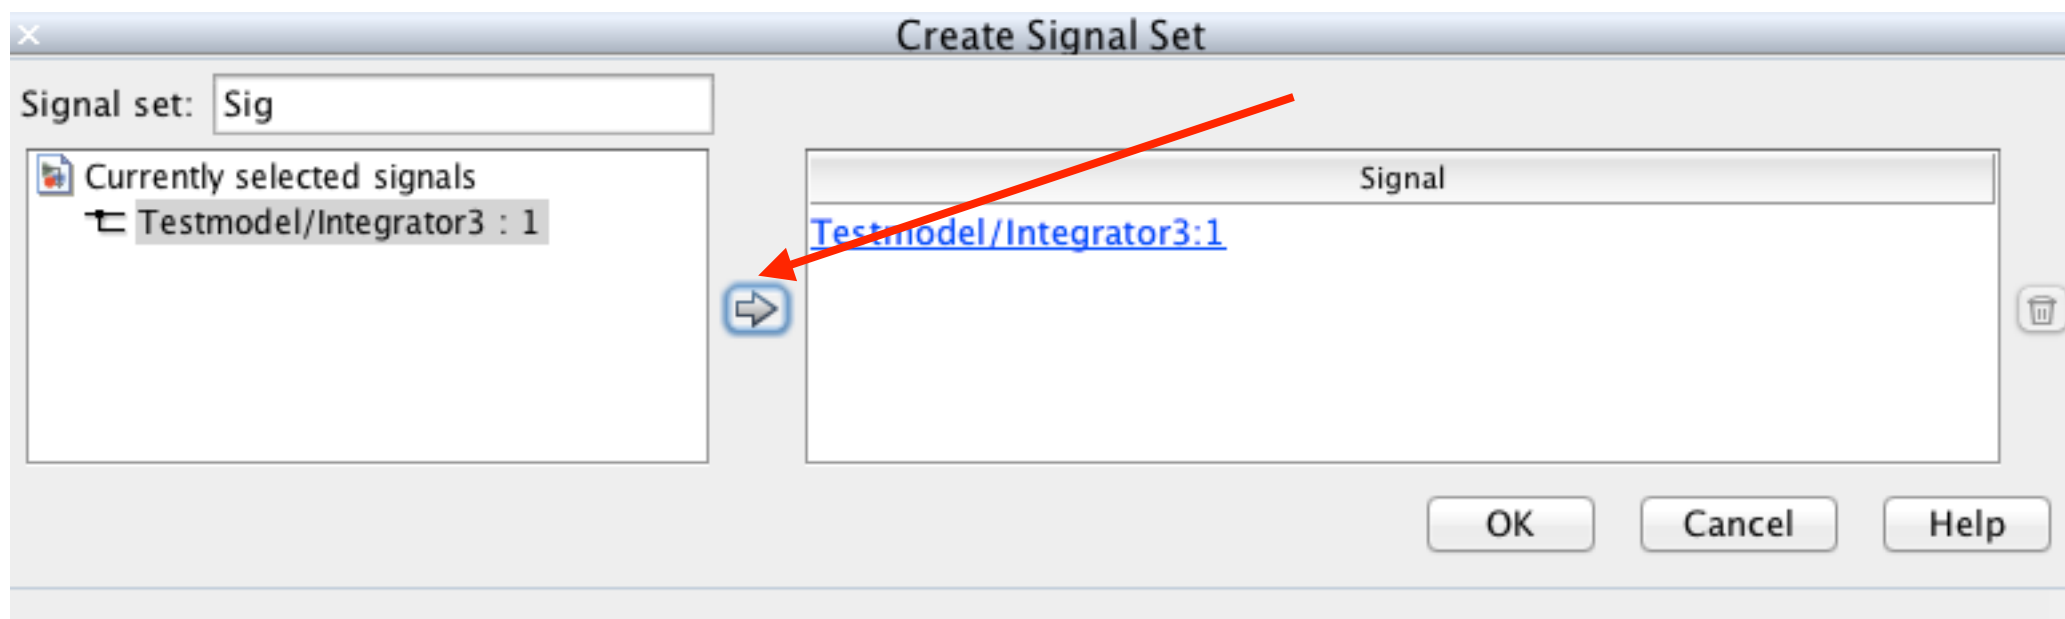 Create Signal Set
Signal set: Sig
Currently selected signals
Testmodel/Integrator3 : 1
Signal
Testmodel/Integrator3:1
OK Cancel Help